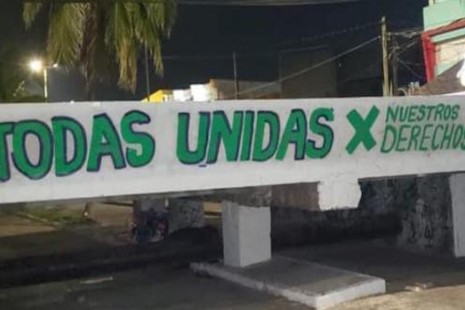 TODAS UNIDAS X NUESTROS
DERECHOS